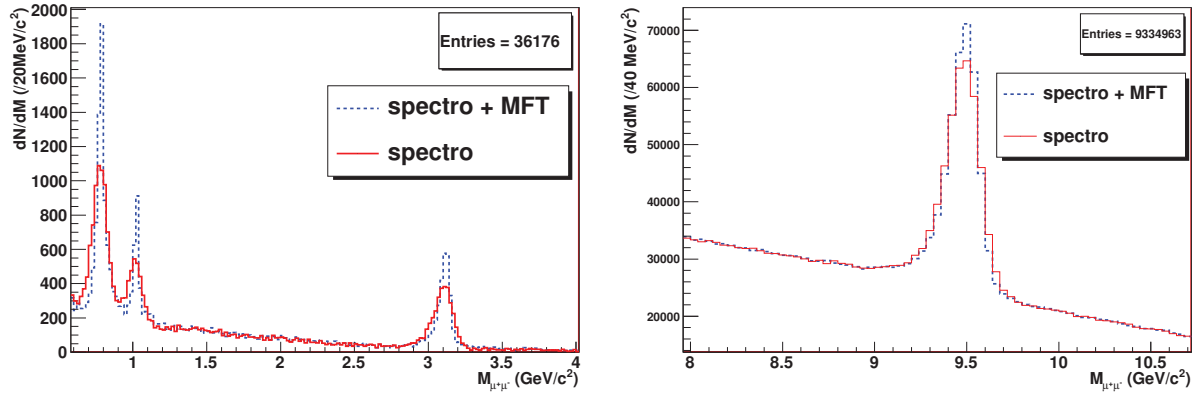 dN/dM (/20MeV/c²)
2000
1800
1600
1400
1200
1000
800
600
400
200
0
Entries = 36176
spectro + MFT
spectro
1 1.5 2 2.5 3 3.5 4
M μ⁺μ⁻ (GeV/c²)
dN/dM (/40 MeV/c²)
70000
60000
50000
40000
30000
20000
Entries = 9334963
spectro + MFT
spectro
8 8.5 9 9.5 10 10.5
M μ⁺μ⁻ (GeV/c²)